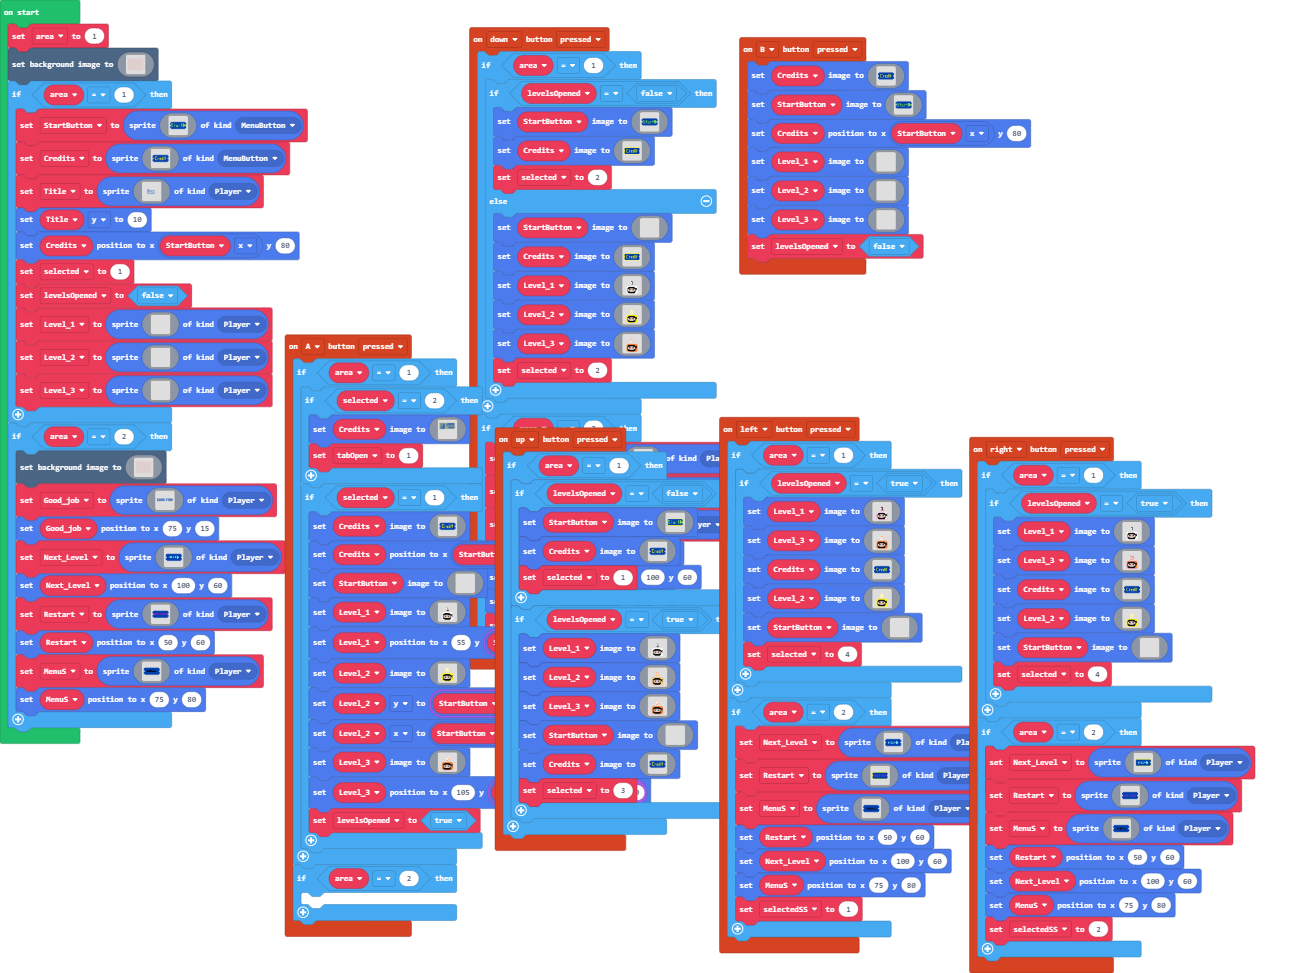 on start
set area to 1
set background image to
if area = 1 then
set StartButton to sprite of kind MenuButton
set Credits to sprite of kind MenuButton
set Title to sprite of kind Player
set Title y to 10
set Credits position to x StartButton x y 80
set selected to 1
set levelsOpened to false
set Level_1 to sprite of kind Player
set Level_2 to sprite of kind Player
set Level_3 to sprite of kind Player
if area = 2 then
set background image to
set Good_job to sprite of kind Player
set Good_job position to x 75 y 15
set Next_Level to sprite of kind Player
set Next_Level position to x 100 y 60
set Restart to sprite of kind Player
set Restart position to x 50 y 60
set MenuS to sprite of kind Player
set MenuS position to x 75 y 80
on A button pressed
if area = 1 then
if selected = 2 then
set Credits image to
set tabOpen to 1
if selected = 1 then
set Credits image to
set Credits position to x StartBut
set StartButton image to
set Level_1 image to
set Level_1 position to x 55 y
set Level_2 image to
set Level_2 y to StartButton
set Level_2 x to StartButton
set Level_3 image to
set Level_3 position to x 105 y
set levelsOpened to true
if area = 2 then
on down button pressed
if area = 1 then
if levelsOpened = false then
set StartButton image to
set Credits image to
set selected to 2
else
set StartButton image to
set Credits image to
set Level_1 image to
set Level_2 image to
set Level_3 image to
set selected to 2
of kind Pla
yer
100 y 60
on up button pressed
if area = 1 then
if levelsOpened = false
set StartButton image to
set Credits image to
set selected to 1
if levelsOpened = true
set Level_1 image to
set Level_2 image to
set Level_3 image to
set StartButton image to
set Credits image to
set selected to 3
on B button pressed
set Credits image to
set StartButton image to
set Credits position to x StartButton x y 80
set Level_1 image to
set Level_2 image to
set Level_3 image to
set levelsOpened to false
on left button pressed
if area = 1 then
if levelsOpened = true then
set Level_1 image to
set Level_3 image to
set Credits image to
set Level_2 image to
set StartButton image to
set selected to 4
if area = 2 then
set Next_Level to sprite of kind Pla
set Restart to sprite of kind Player
set MenuS to sprite of kind Player
set Restart position to x 50 y 60
set Next_Level position to x 100 y 60
set MenuS position to x 75 y 80
set selectedSS to 1
on right button pressed
if area = 1 then
if levelsOpened = true then
set Level_1 image to
set Level_3 image to
set Credits image to
set Level_2 image to
set StartButton image to
set selected to 4
if area = 2 then
set Next_Level to sprite of kind Player
set Restart to sprite of kind Player
set MenuS to sprite of kind Player
set Restart position to x 50 y 60
set Next_Level position to x 100 y 60
set MenuS position to x 75 y 80
set selectedSS to 2